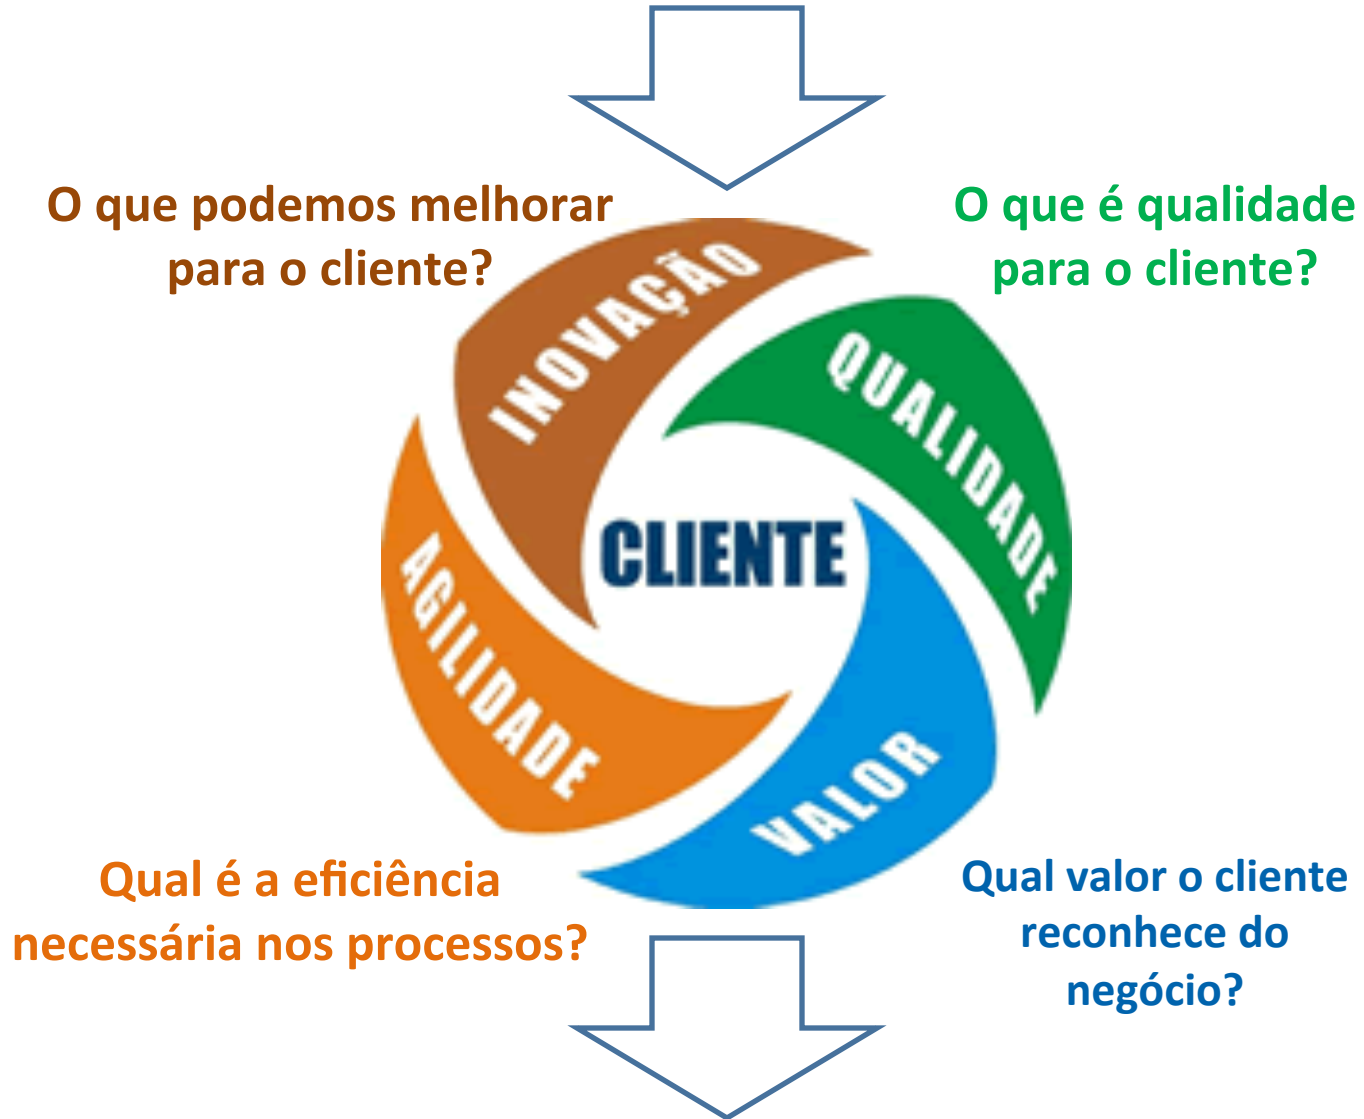 O que podemos melhorar
para o cliente?
O que é qualidade
para o cliente?
INOVAÇÃO
QUALIDADE
CLIENTE
AGILIDADE
VALOR
Qual é a eficiência
necessária nos processos?
Qual valor o cliente
reconhece do
negócio?